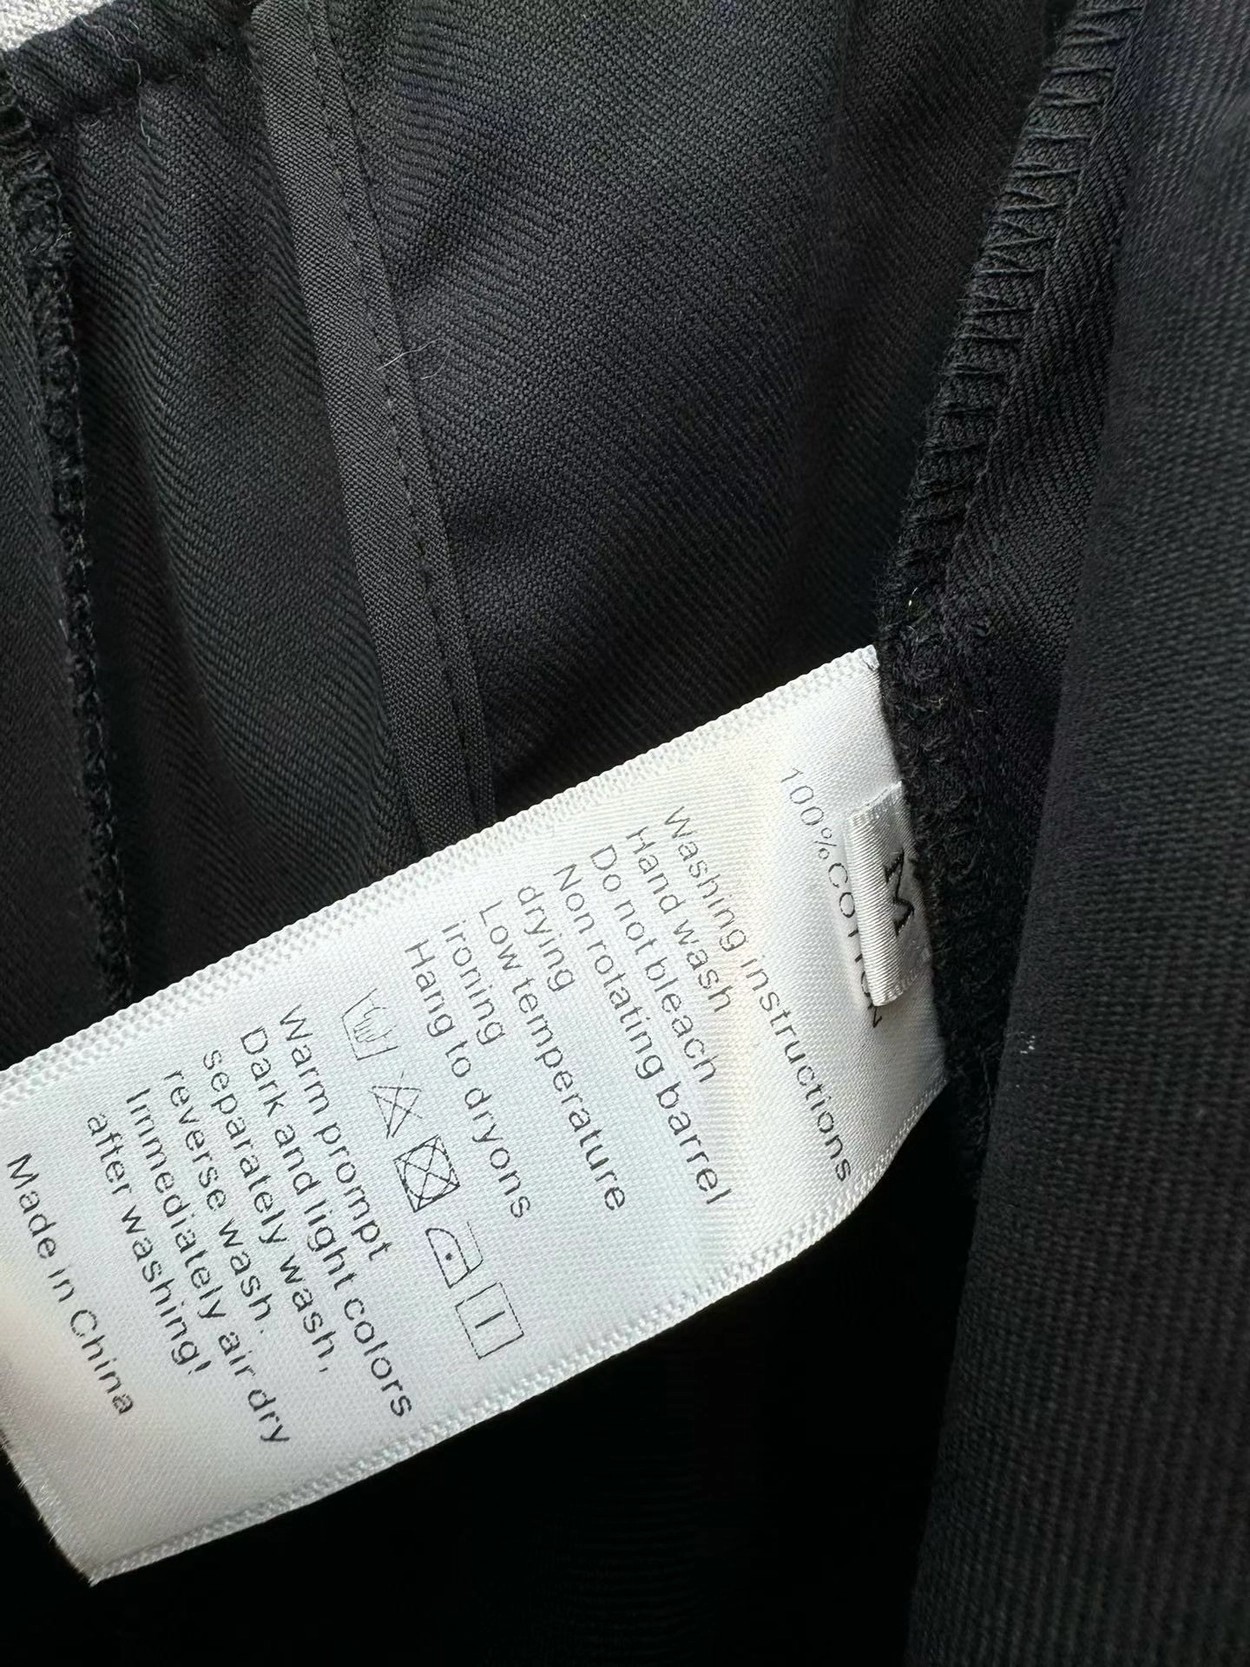 100%COTTON
M
Washing instructions
Hand wash
Do not bleach
Non rotating barrel
drying
Low temperature
ironing
Hang to dryons
Warm prompt
Dark and light colors
separately wash,
reverse wash.
Immediately air dry
after washing!
Made in China